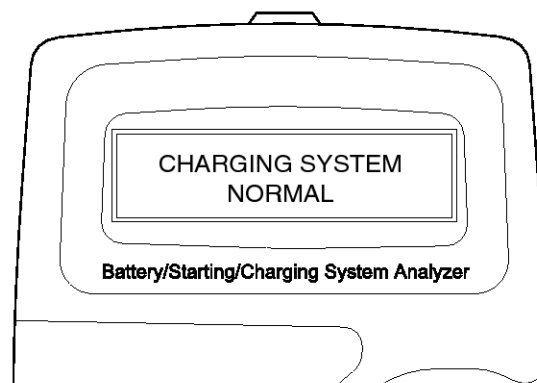 CHARGING SYSTEM
NORMAL
Battery/Starting/Charging System Analyzer